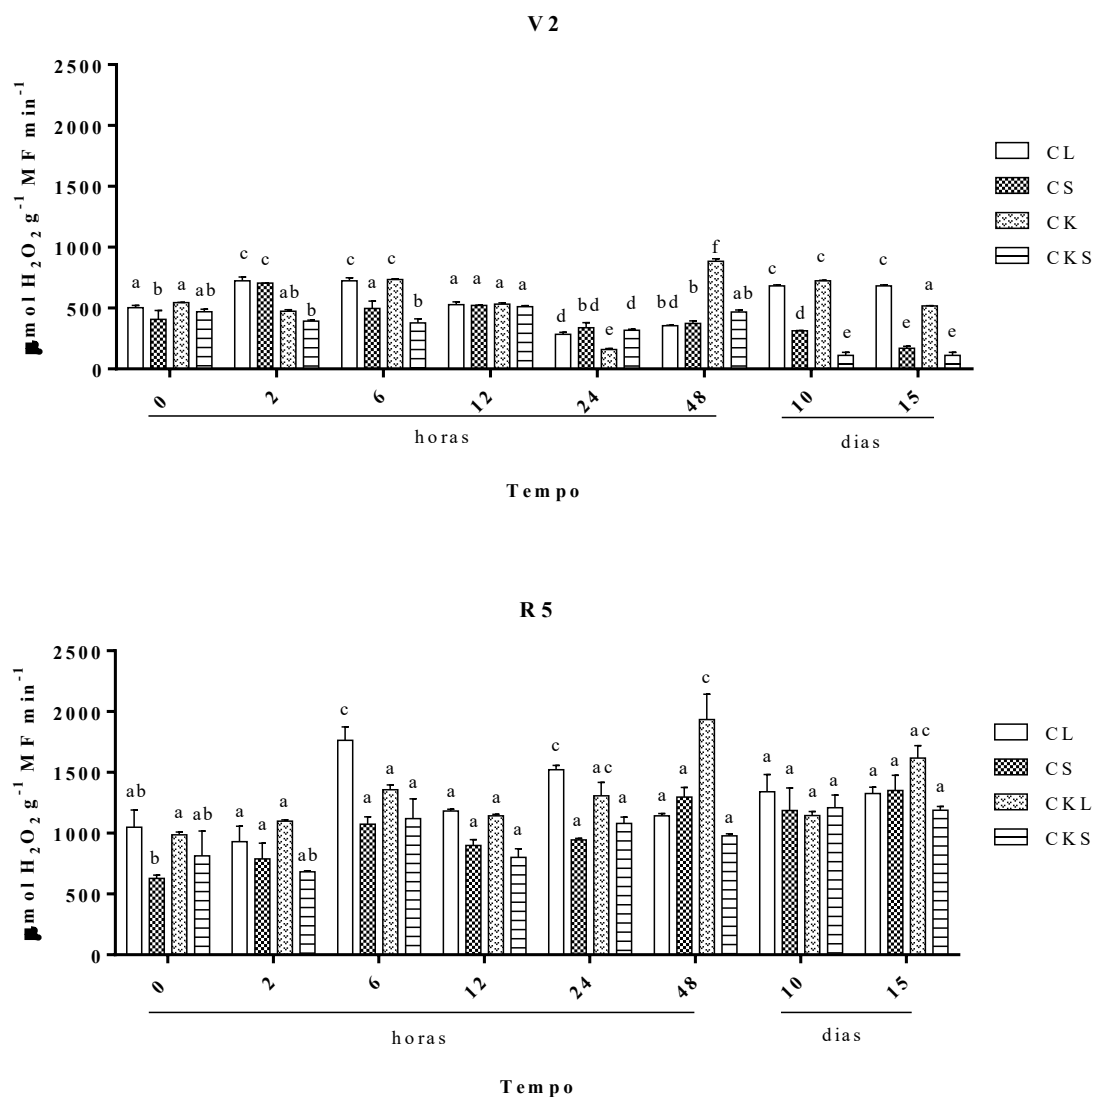 V2
2500
2000
1500
1000
500
0
µmol H2O2 g-1 MF min-1
a b a ab
c c ab b
c a c b
a a a a
d bd e d
bd b f ab
c d c e
c e a e
CL
CS
CK
CKS
0 2 6 12 24 48 10 15
horas dias
Tempo
R5
2500
2000
1500
1000
500
0
µmol H2O2 g-1 MF min-1
ab b a ab
a a a ab
c a a a
a a a a
c a ac a
a a c a
a a a a
a a ac a
CL
CS
CKL
CKS
0 2 6 12 24 48 10 15
horas dias
Tempo